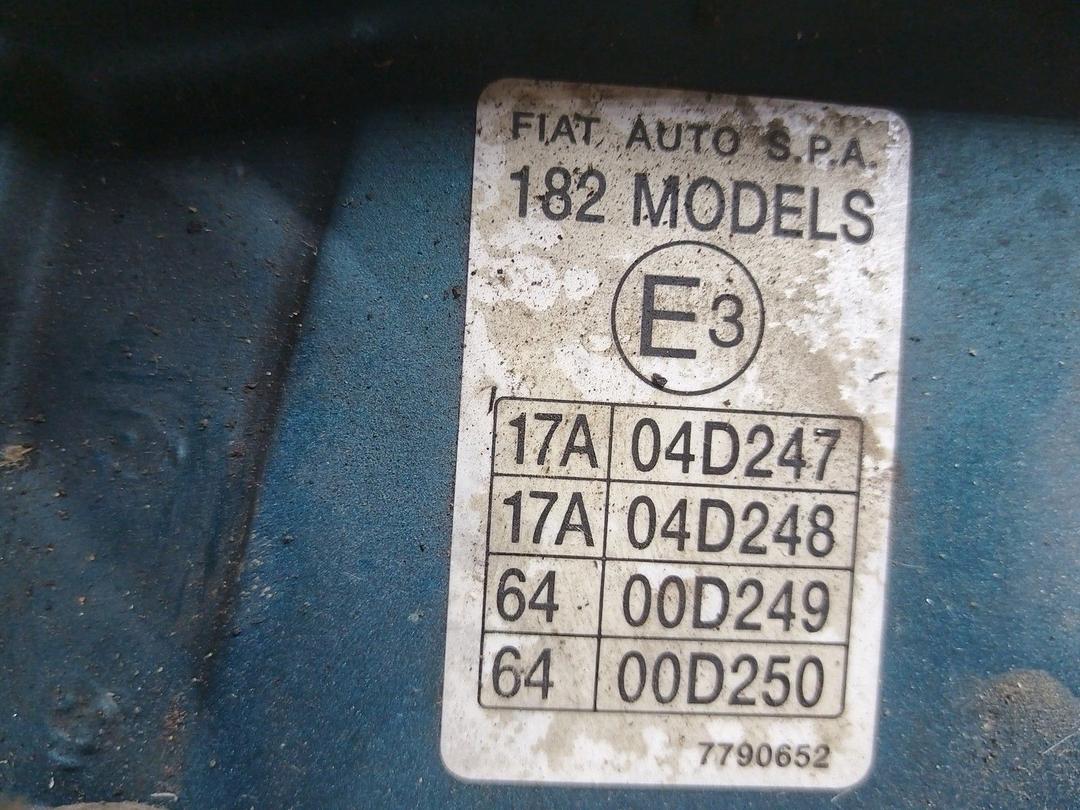 FIAT AUTO S.P.A.
182 MODELS
E3
17A 04D247
17A 04D248
64 00D249
64 00D250
7790652